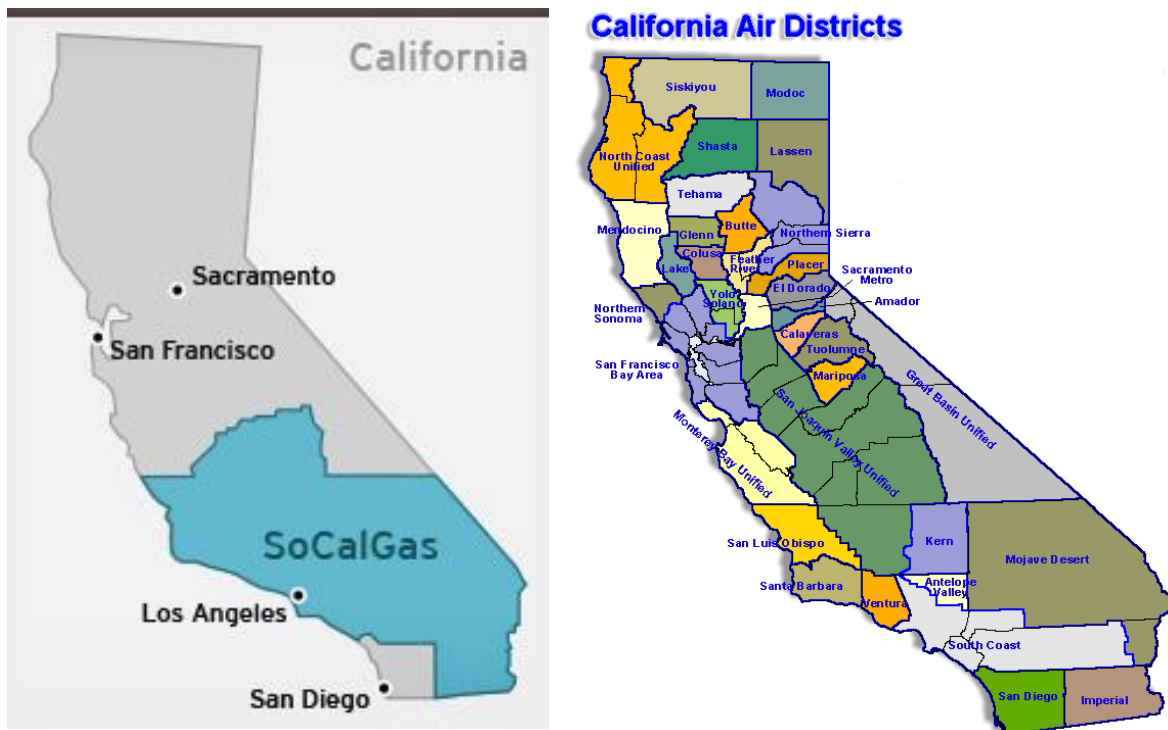 California
Sacramento
San Francisco
SoCalGas
Los Angeles
San Diego
California Air Districts
Siskiyou
Modoc
North Coast
Unified
Shasta
Lassen
Tehama
Mendocino
Butte
Glenn
Northern Sierra
Colusa
Feather
River
Lake
Placer
Sacramento
Metro
El Dorado
Yolo
Solano
Amador
Northern
Sonoma
Calaveras
Tuolumne
San Francisco
Bay Area
Mariposa
Great Basin Unified
San Joaquin Valley Unified
Monterey Bay Unified
San Luis Obispo
Kern
Mojave Desert
Santa Barbara
Antelope
Valley
Ventura
South Coast
San Diego
Imperial